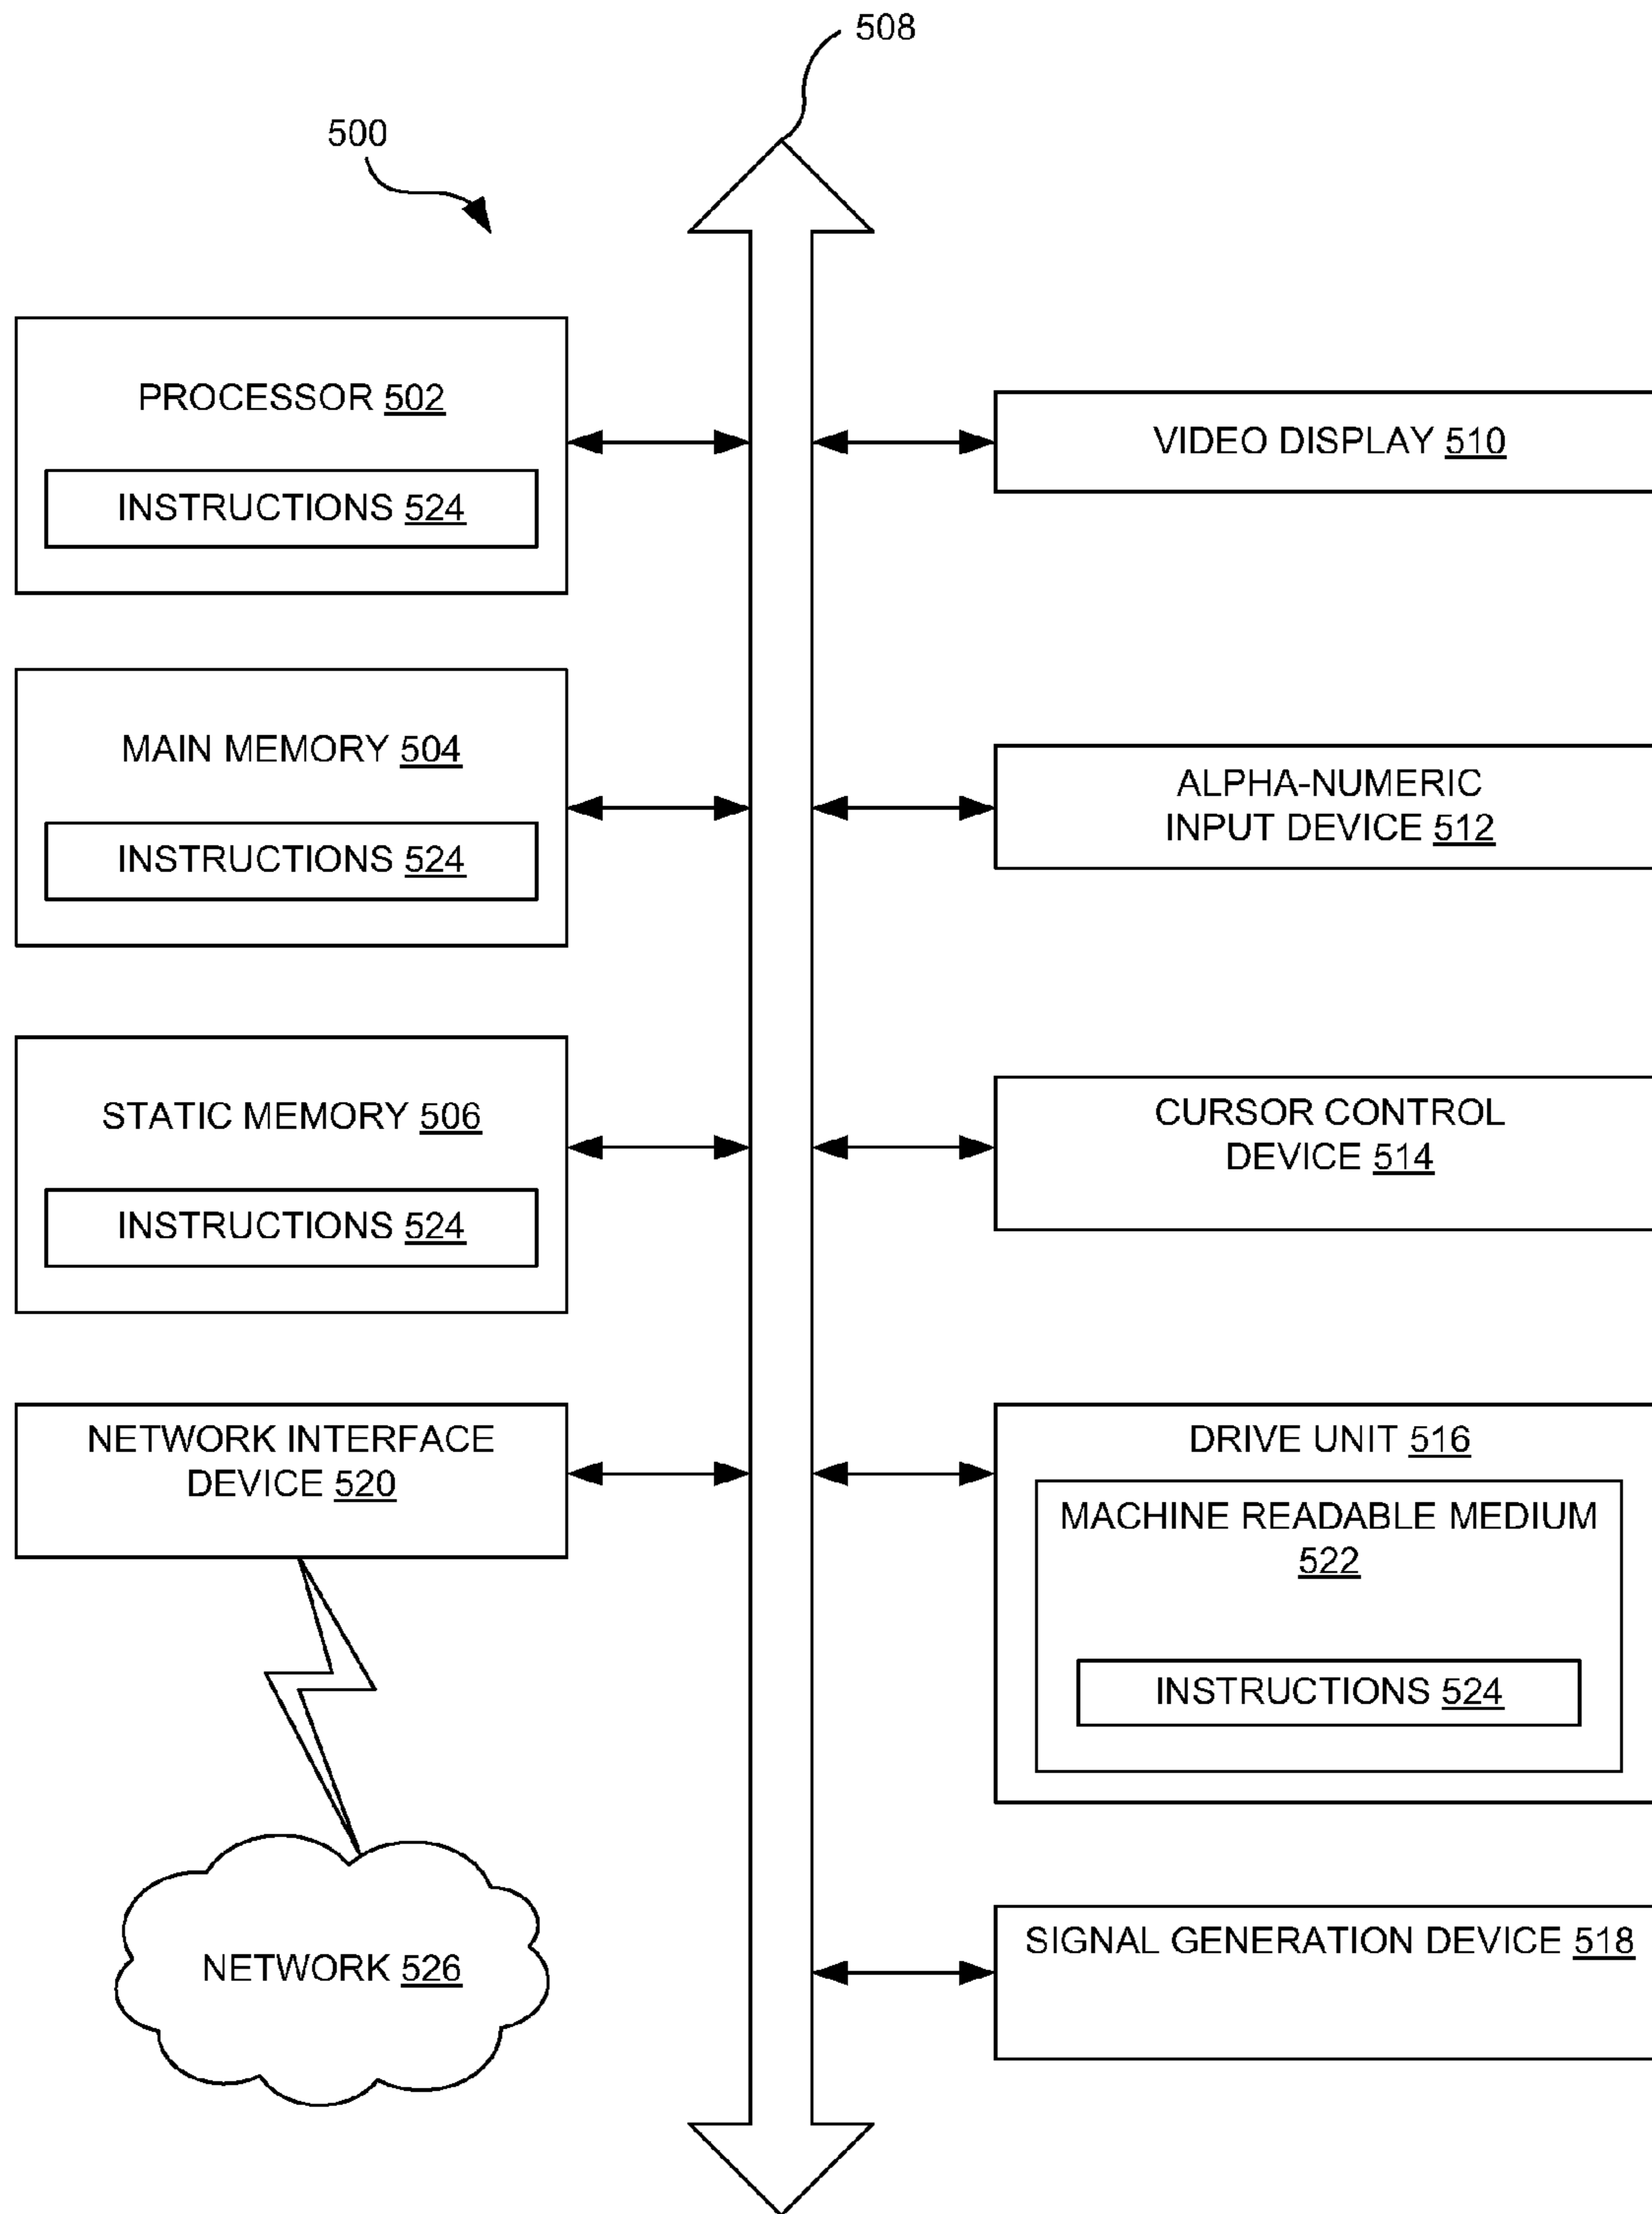 508
500
PROCESSOR 502
INSTRUCTIONS 524
VIDEO DISPLAY 510
MAIN MEMORY 504
INSTRUCTIONS 524
ALPHA-NUMERIC
INPUT DEVICE 512
STATIC MEMORY 506
INSTRUCTIONS 524
CURSOR CONTROL
DEVICE 514
NETWORK INTERFACE
DEVICE 520
DRIVE UNIT 516
MACHINE READABLE MEDIUM
522
INSTRUCTIONS 524
NETWORK 526
SIGNAL GENERATION DEVICE 518